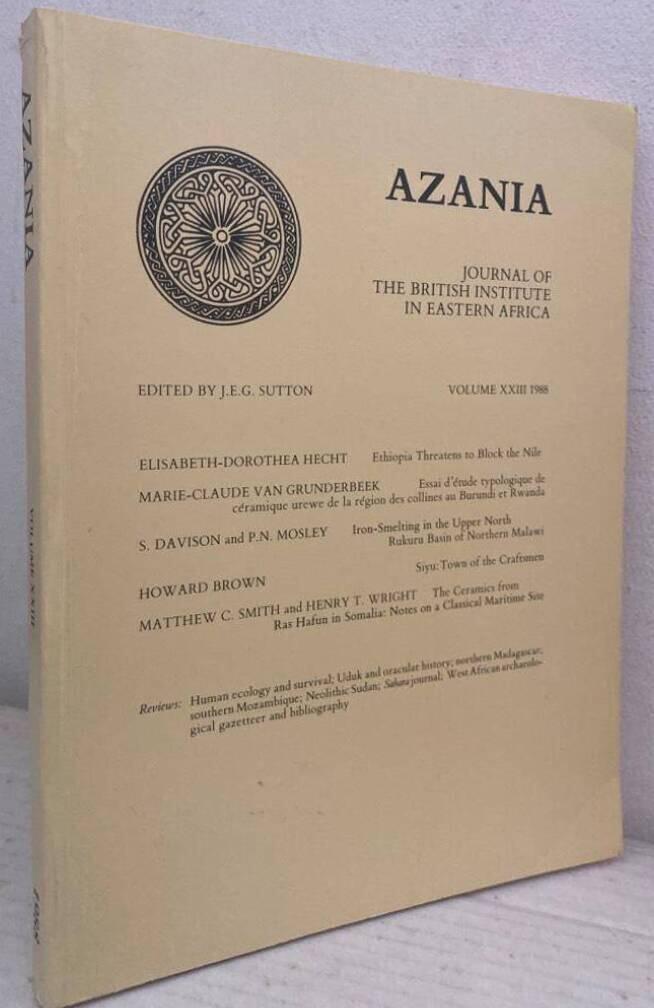 AZANIA
VOLUME XXIII
1988
AZANIA
JOURNAL OF
THE BRITISH INSTITUTE
IN EASTERN AFRICA
EDITED BY J.E.G. SUTTON VOLUME XXIII 1988
ELISABETH-DOROTHEA HECHT Ethiopia Threatens to Block the Nile
MARIE-CLAUDE VAN GRUNDERBEEK Essai d'étude typologique de
céramique urewe de la région des collines au Burundi et Rwanda
S. DAVISON and P.N. MOSLEY Iron-Smelting in the Upper North
Rukuru Basin of Northern Malawi
HOWARD BROWN Siyu: Town of the Craftsmen
MATTHEW C. SMITH and HENRY T. WRIGHT The Ceramics from
Ras Hafun in Somalia: Notes on a Classical Maritime Site
Reviews: Human ecology and survival; Uduk and oracular history; northern Madagascar;
southern Mozambique; Neolithic Sudan; Sahara journal; West African archaeolo-
gical gazetteer and bibliography